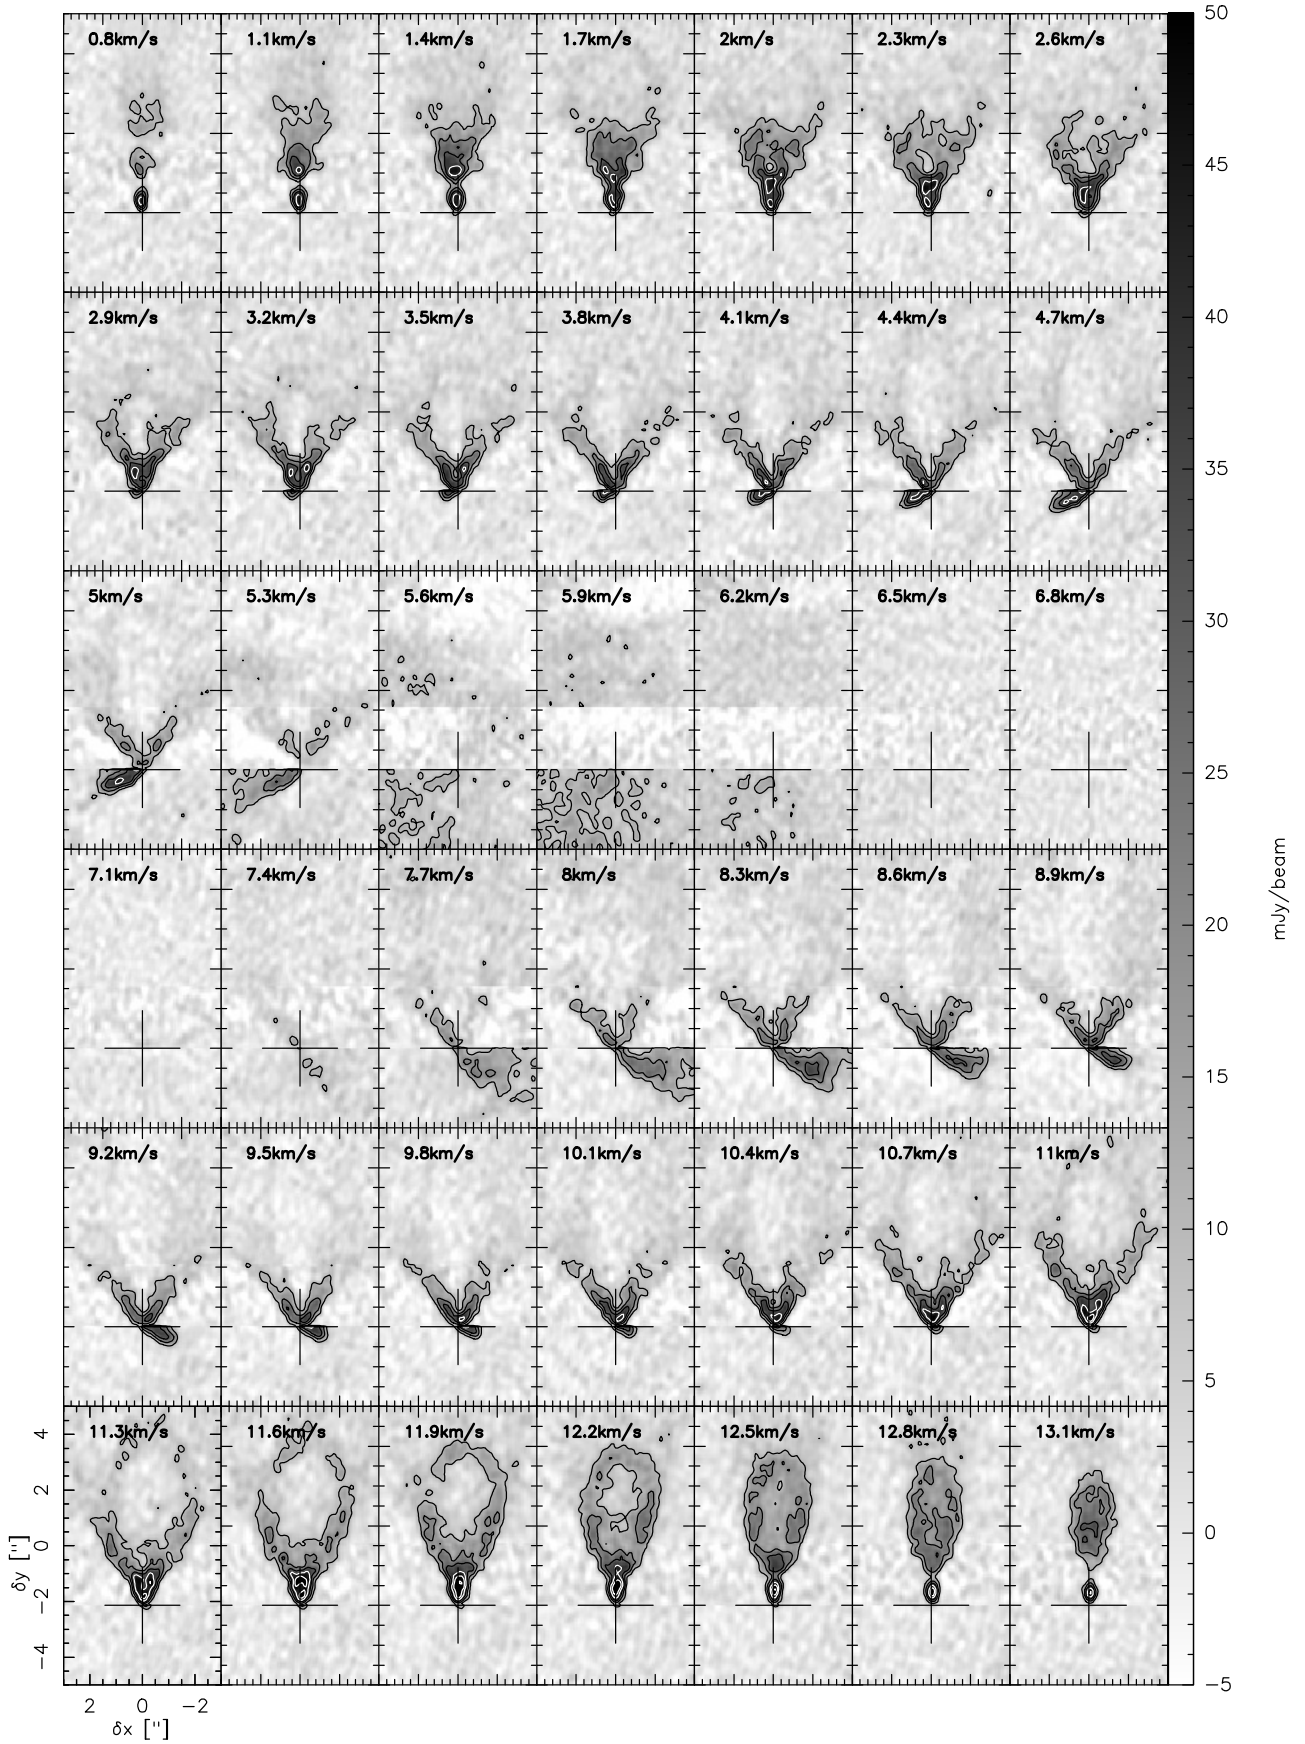 0.8km/s 1.1km/s 1.4km/s 1.7km/s 2km/s 2.3km/s 2.6km/s
2.9km/s 3.2km/s 3.5km/s 3.8km/s 4.1km/s 4.4km/s 4.7km/s
5km/s 5.3km/s 5.6km/s 5.9km/s 6.2km/s 6.5km/s 6.8km/s
7.1km/s 7.4km/s 7.7km/s 8km/s 8.3km/s 8.6km/s 8.9km/s
9.2km/s 9.5km/s 9.8km/s 10.1km/s 10.4km/s 10.7km/s 11km/s
11.3km/s 11.6km/s 11.9km/s 12.2km/s 12.5km/s 12.8km/s 13.1km/s
4
2
0
−2
−4
δy ["]
2 0 −2
δx ["]
50
45
40
35
30
25
20
15
10
5
0
−5
mJy/beam